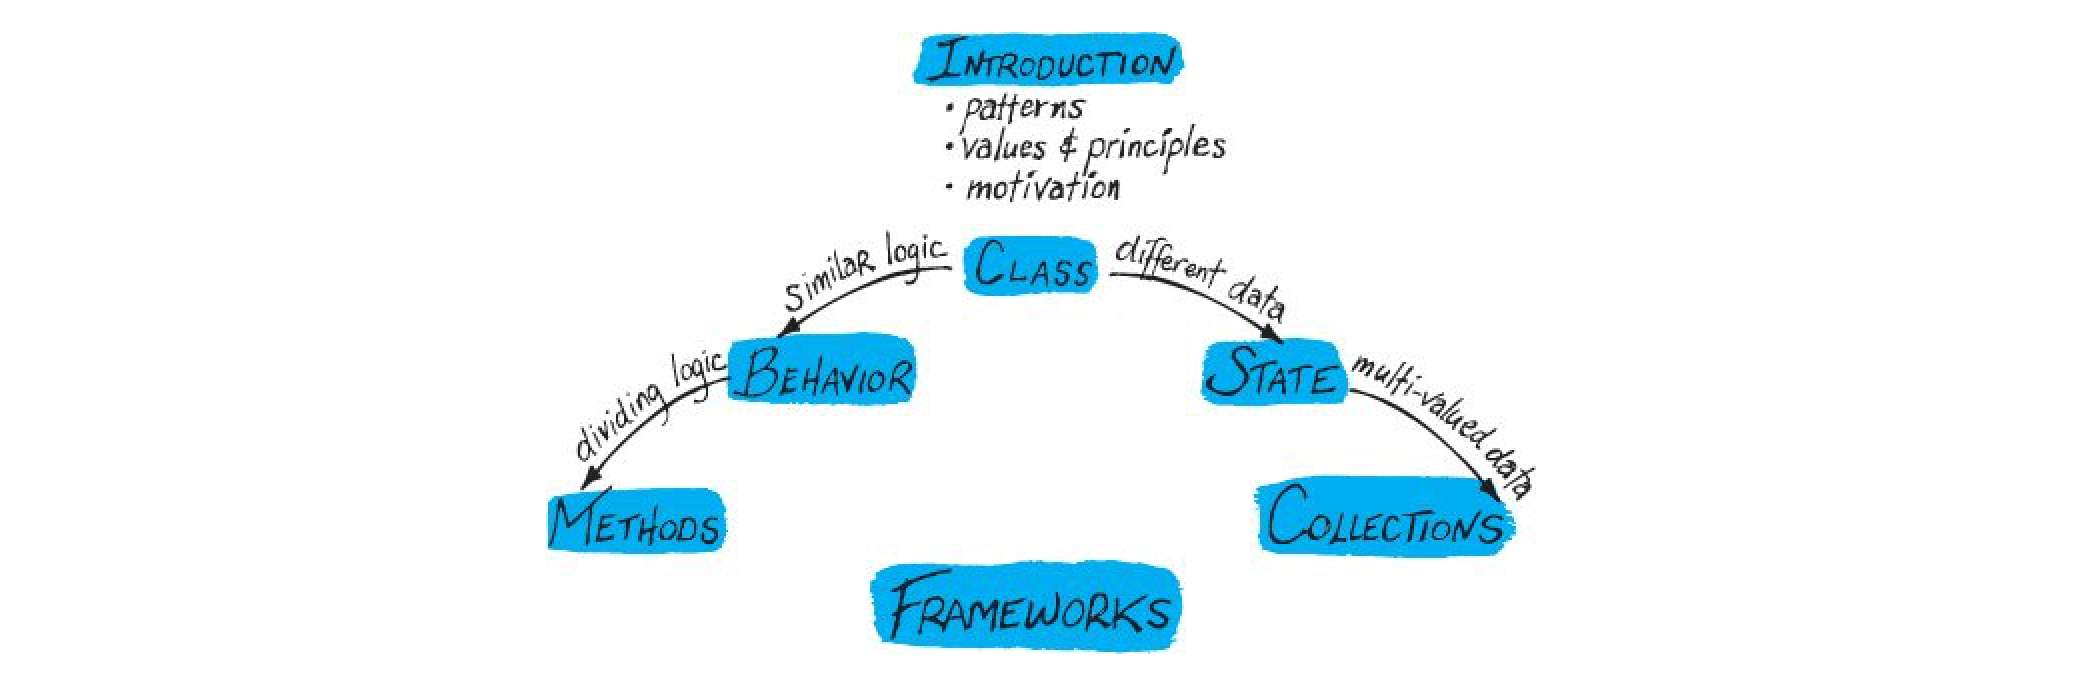 INTRODUCTION
• patterns
• values & principles
• motivation
similar logic
CLASS
different data
dividing logic
BEHAVIOR
STATE
multi-valued data
METHODS
COLLECTIONS
FRAMEWORKS